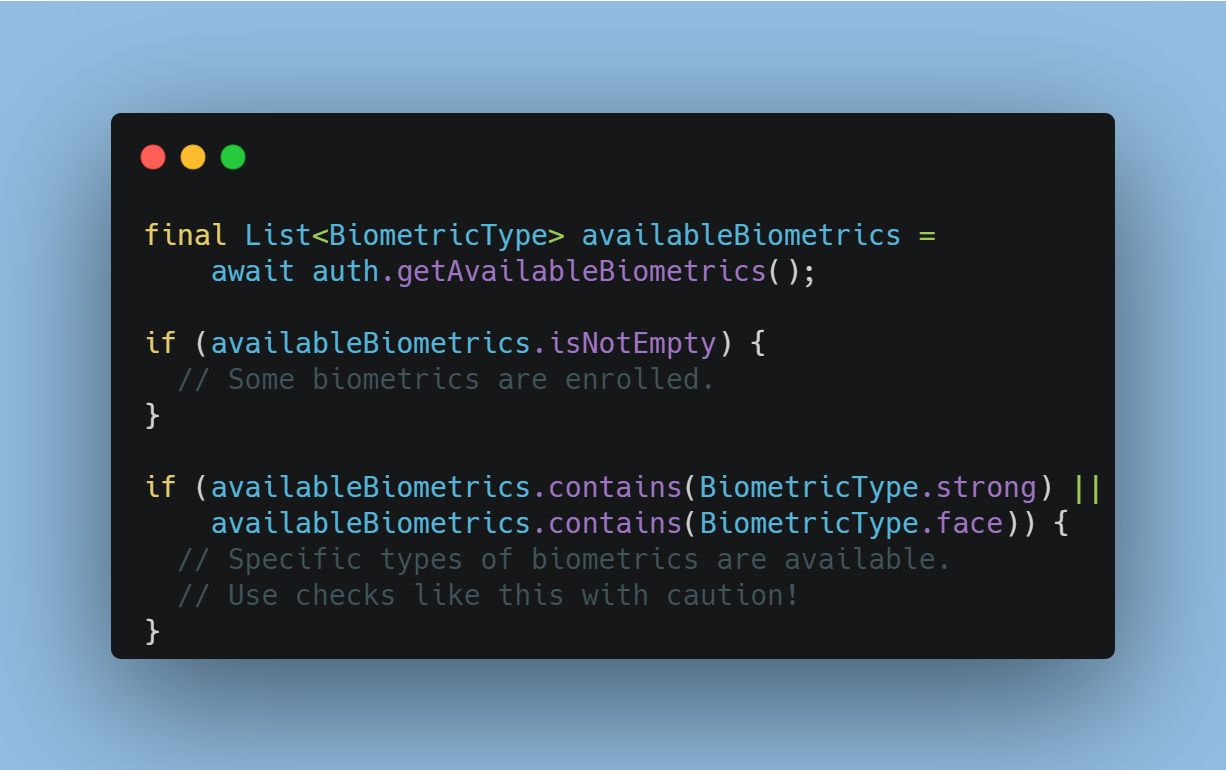 final List<BiometricType> availableBiometrics =
    await auth.getAvailableBiometrics();

if (availableBiometrics.isNotEmpty) {
  // Some biometrics are enrolled.
}

if (availableBiometrics.contains(BiometricType.strong) ||
    availableBiometrics.contains(BiometricType.face)) {
  // Specific types of biometrics are available.
  // Use checks like this with caution!
}